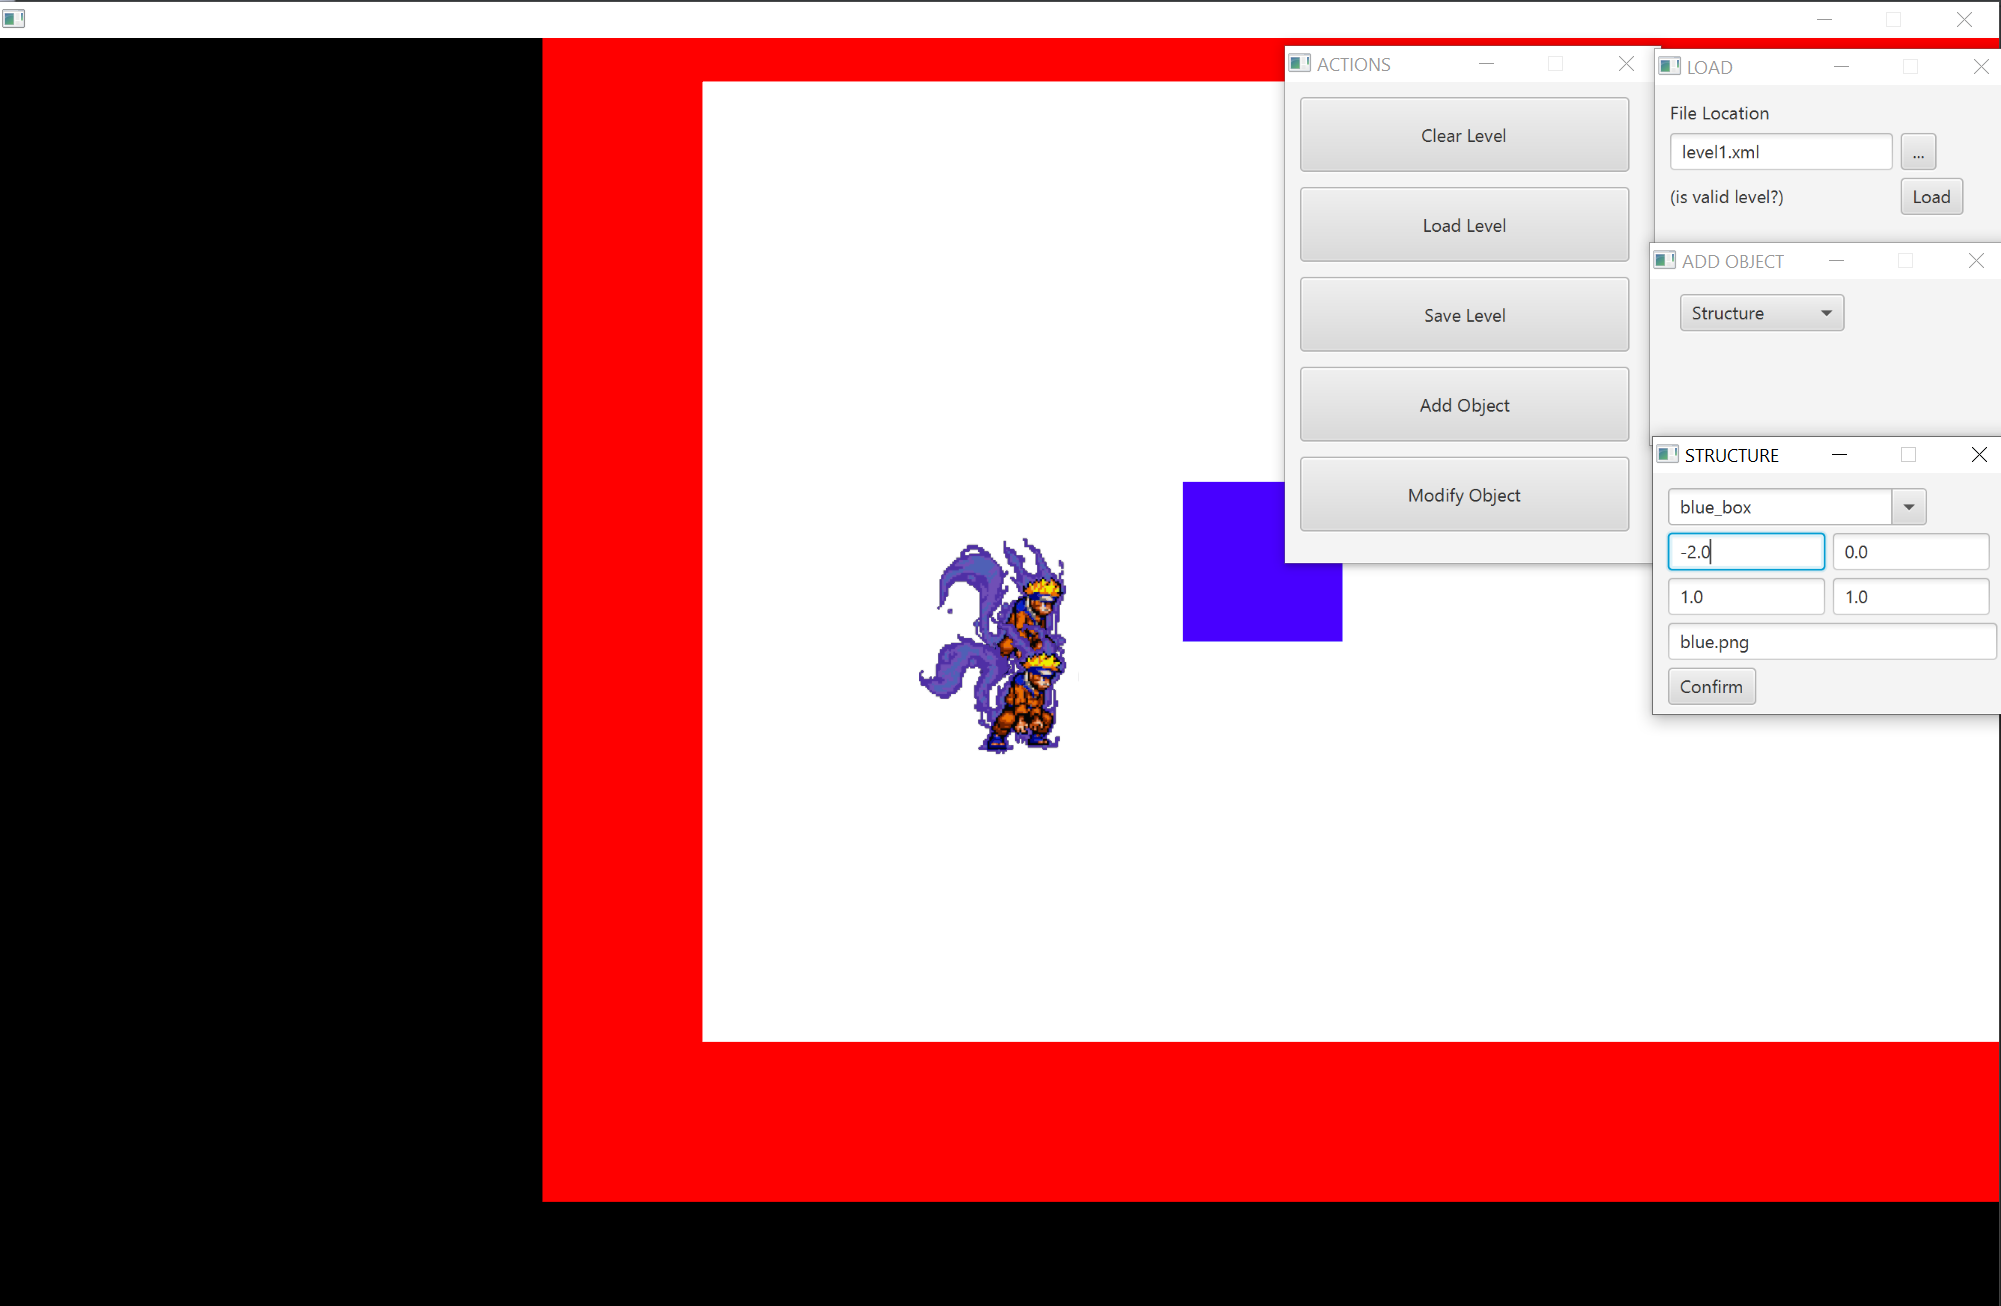 ACTIONS
Clear Level
Load Level
Save Level
Add Object
Modify Object
LOAD
File Location
level1.xml
...
(is valid level?)
Load
ADD OBJECT
Structure
STRUCTURE
blue_box
-2.0 0.0
1.0 1.0
blue.png
Confirm